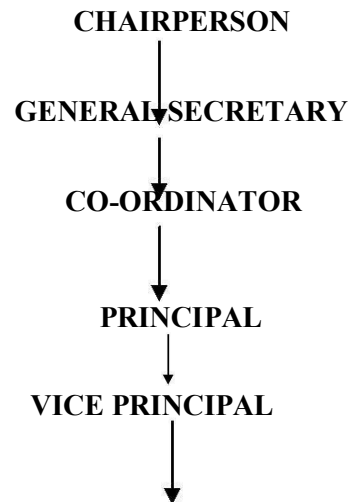 CHAIRPERSON
GENERAL SECRETARY
CO-ORDINATOR
PRINCIPAL
VICE PRINCIPAL